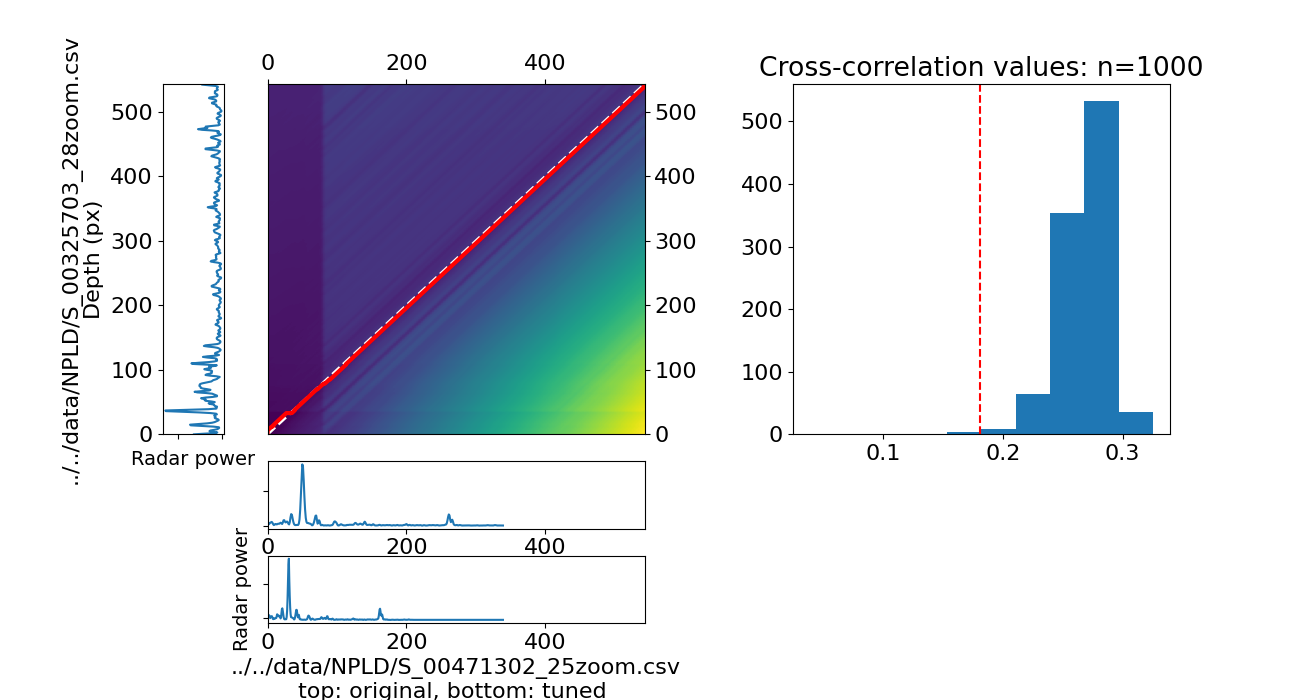 ../../data/NPLD/S_00325703_28zoom.csv
Depth (px)
0 200 400
500
400
300
200
100
0
Radar power
500
400
300
200
100
0
Cross-correlation values: n=1000
500
400
300
200
100
0
0.1 0.2 0.3
0 200 400
Radar power
0 200 400
../../data/NPLD/S_00471302_25zoom.csv
top: original, bottom: tuned